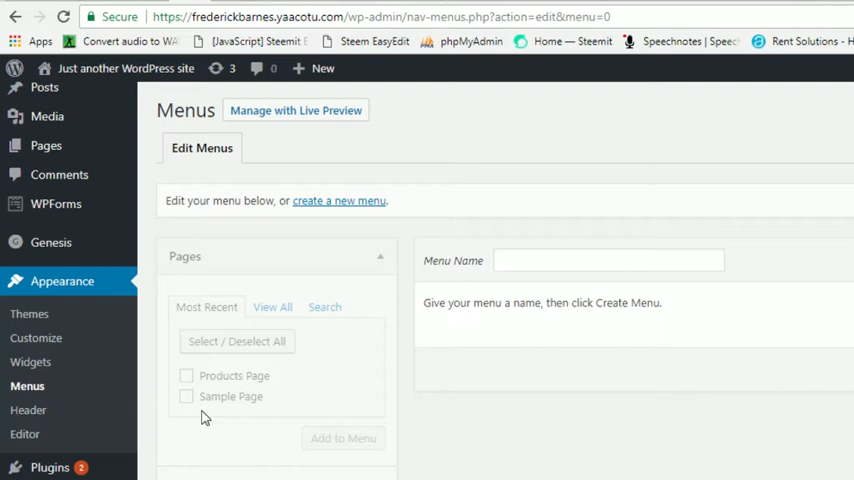 Secure https://frederickbarnes.yaacotu.com/wp-admin/nav-menus.php?action=edit&menu=0
Apps Convert audio to WA [JavaScript] Steemit E Steem EasyEdit phpMyAdmin Home — Steemit Speechnotes | Speec Rent Solutions - Ho
Just another WordPress site 3 0 New
Posts
Media
Pages
Comments
WPForms
Genesis
Appearance
Themes
Customize
Widgets
Menus
Header
Editor
Plugins 2
Menus Manage with Live Preview
Edit Menus
Edit your menu below, or create a new menu.
Pages
Most Recent View All Search
Select / Deselect All
Products Page
Sample Page
Add to Menu
Menu Name
Give your menu a name, then click Create Menu.